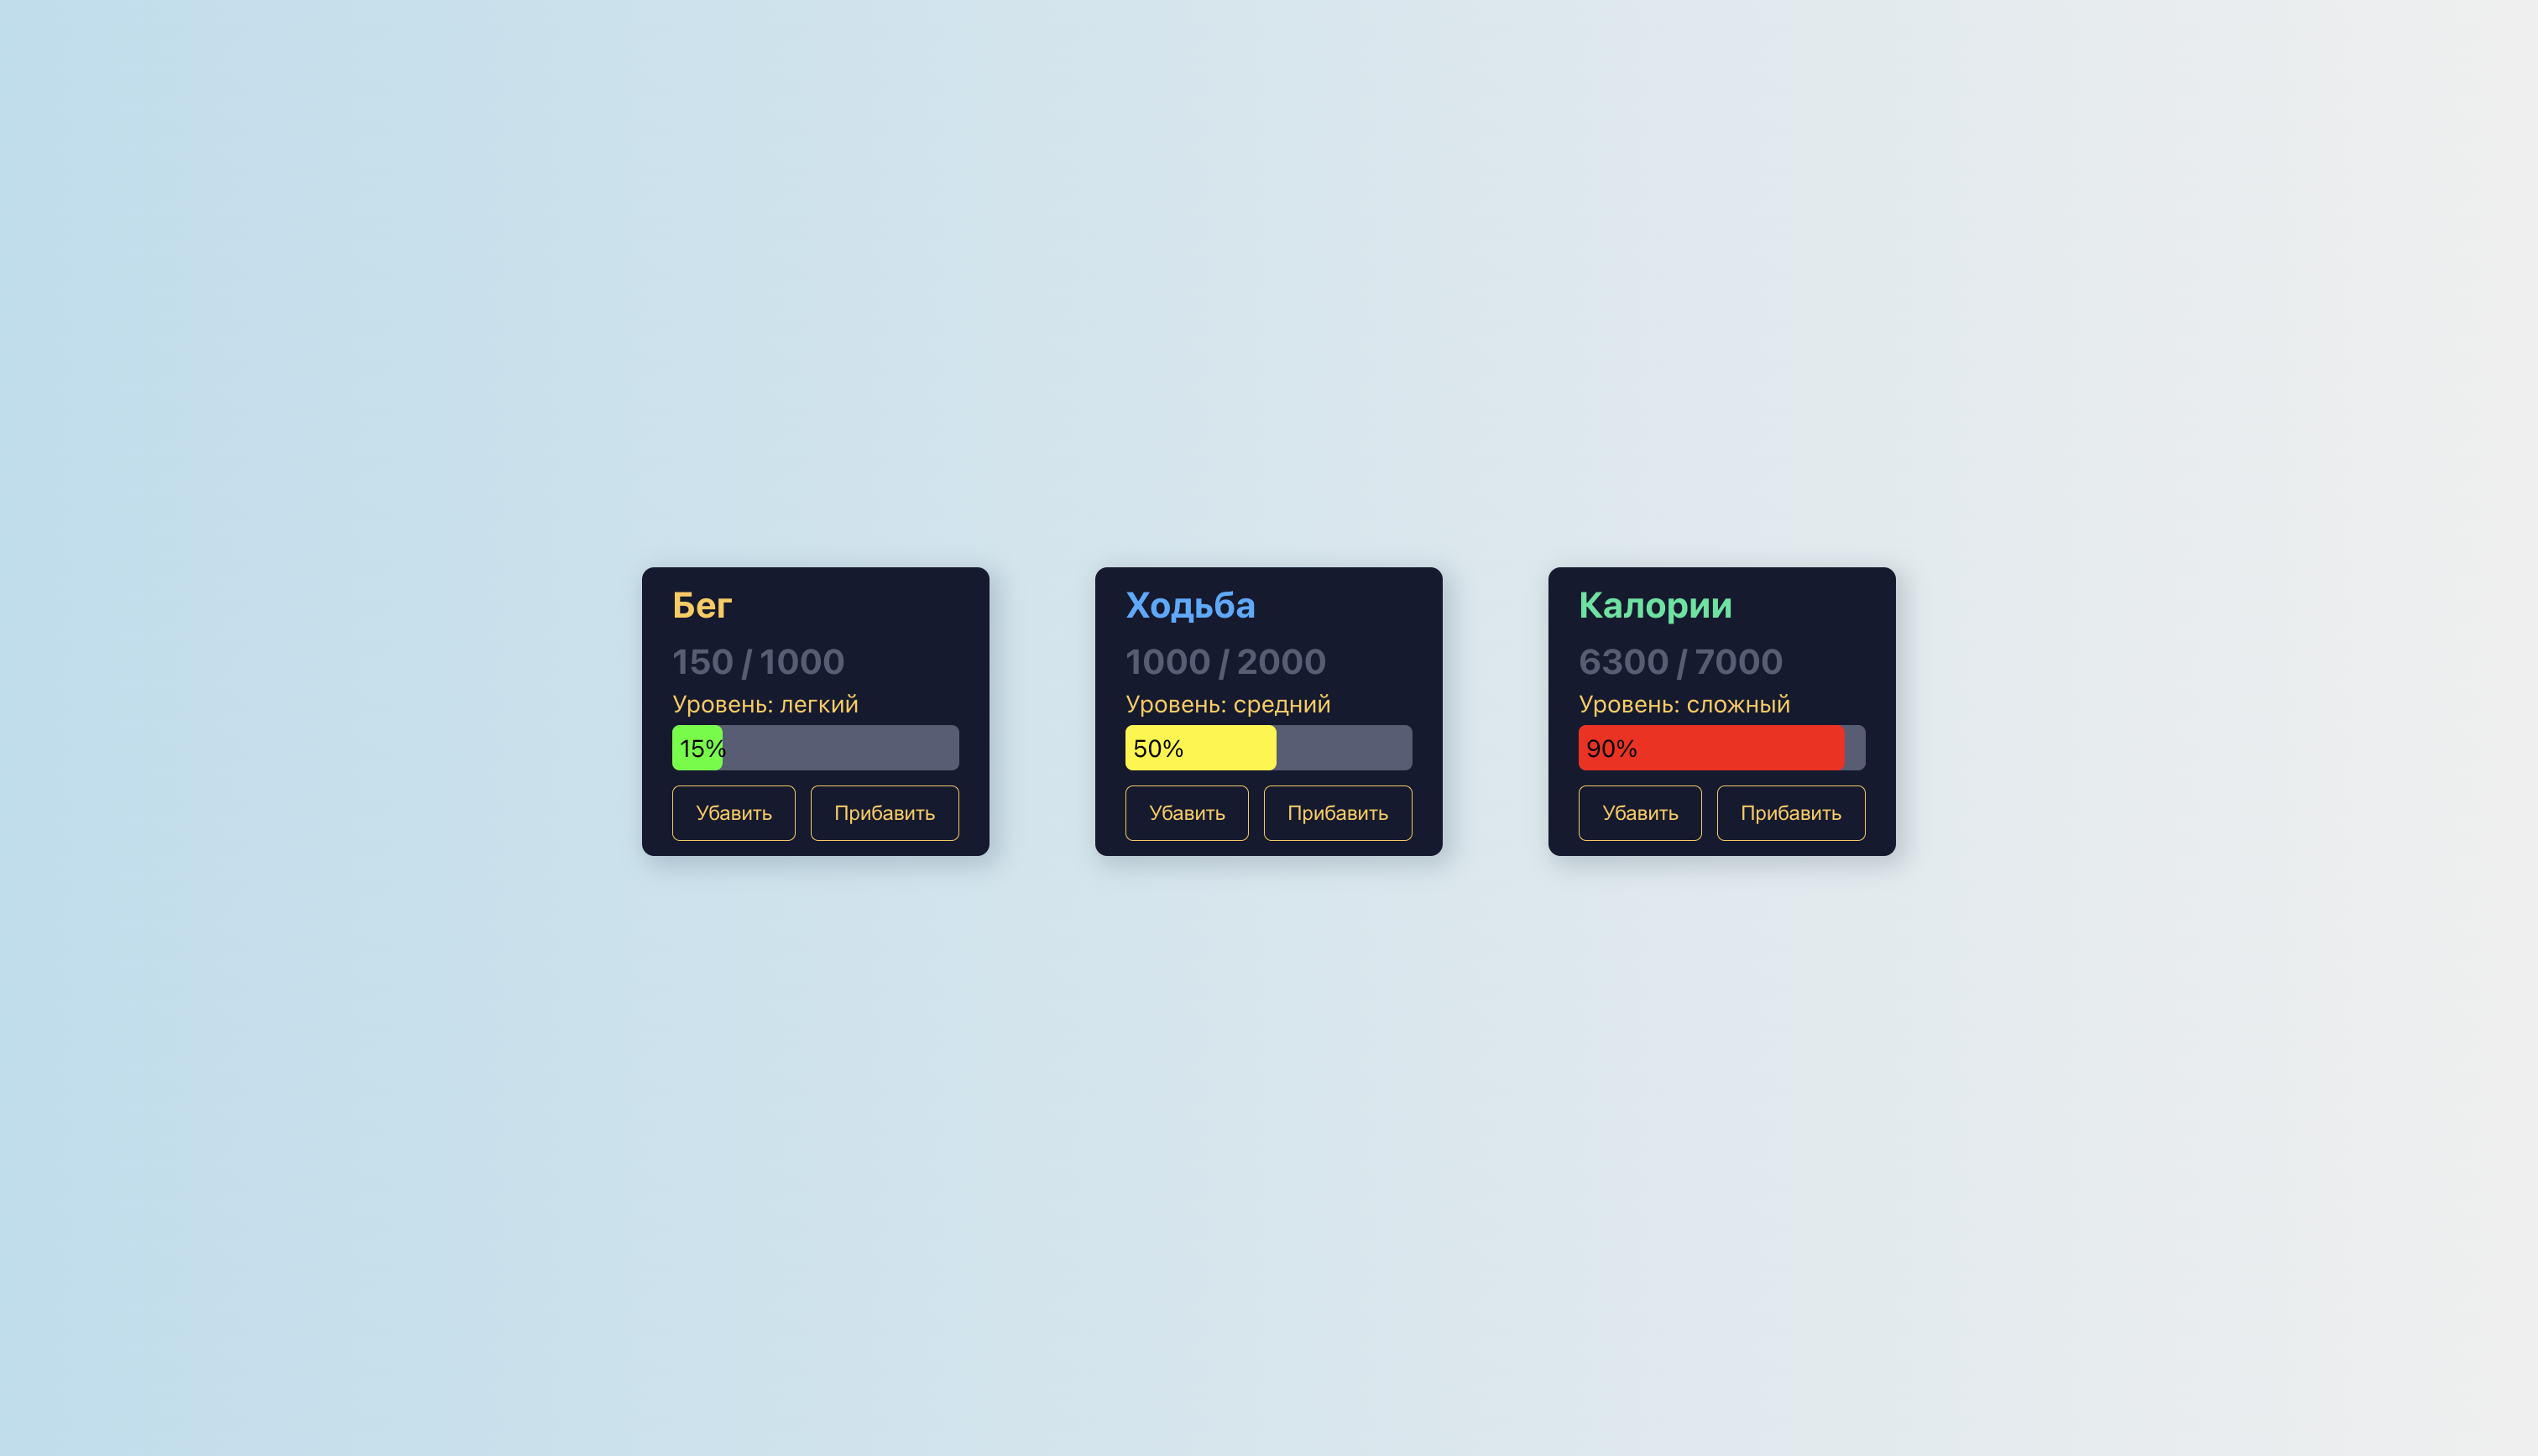 Бег
150 / 1000
Уровень: легкий
15%
Убавить
Прибавить
Ходьба
1000 / 2000
Уровень: средний
50%
Убавить
Прибавить
Калории
6300 / 7000
Уровень: сложный
90%
Убавить
Прибавить